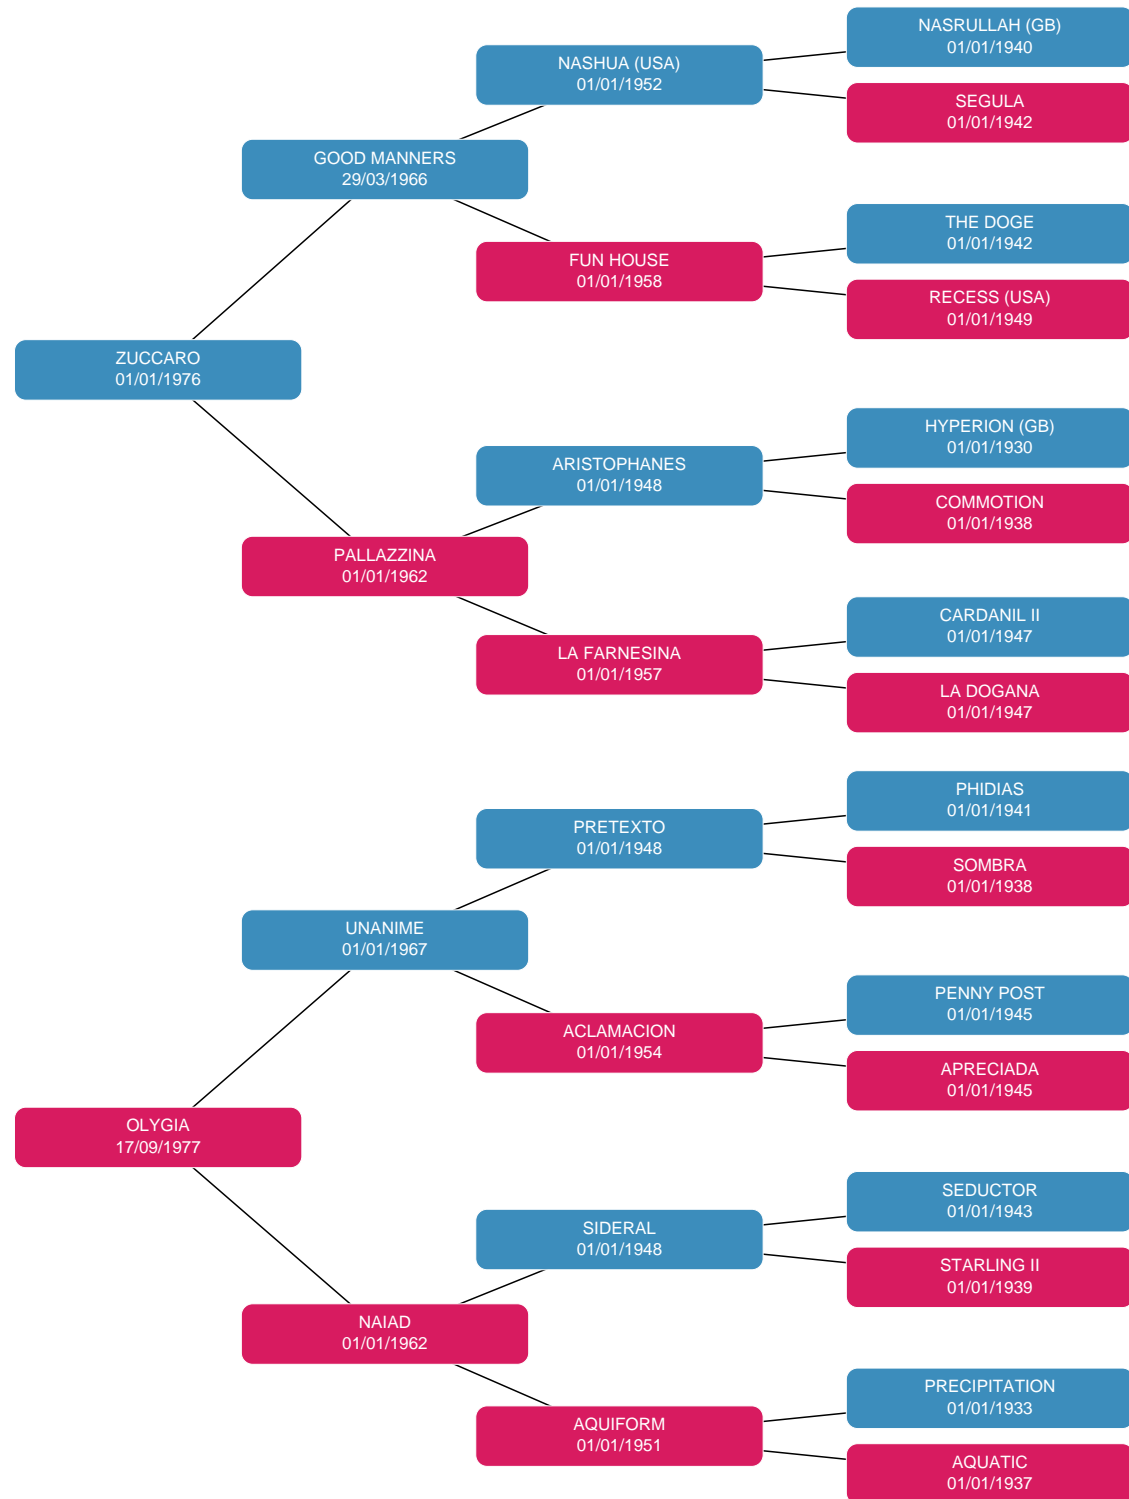 NASRULLAH (GB)
01/01/1940
NASHUA (USA)
01/01/1952
SEGULA
01/01/1942
GOOD MANNERS
29/03/1966
THE DOGE
01/01/1942
FUN HOUSE
01/01/1958
RECESS (USA)
01/01/1949
ZUCCARO
01/01/1976
HYPERION (GB)
01/01/1930
ARISTOPHANES
01/01/1948
COMMOTION
01/01/1938
PALLAZZINA
01/01/1962
CARDANIL II
01/01/1947
LA FARNESINA
01/01/1957
LA DOGANA
01/01/1947
PHIDIAS
01/01/1941
PRETEXTO
01/01/1948
SOMBRA
01/01/1938
UNANIME
01/01/1967
PENNY POST
01/01/1945
ACLAMACION
01/01/1954
APRECIADA
01/01/1945
OLYGIA
17/09/1977
SEDUCTOR
01/01/1943
SIDERAL
01/01/1948
STARLING II
01/01/1939
NAIAD
01/01/1962
PRECIPITATION
01/01/1933
AQUIFORM
01/01/1951
AQUATIC
01/01/1937